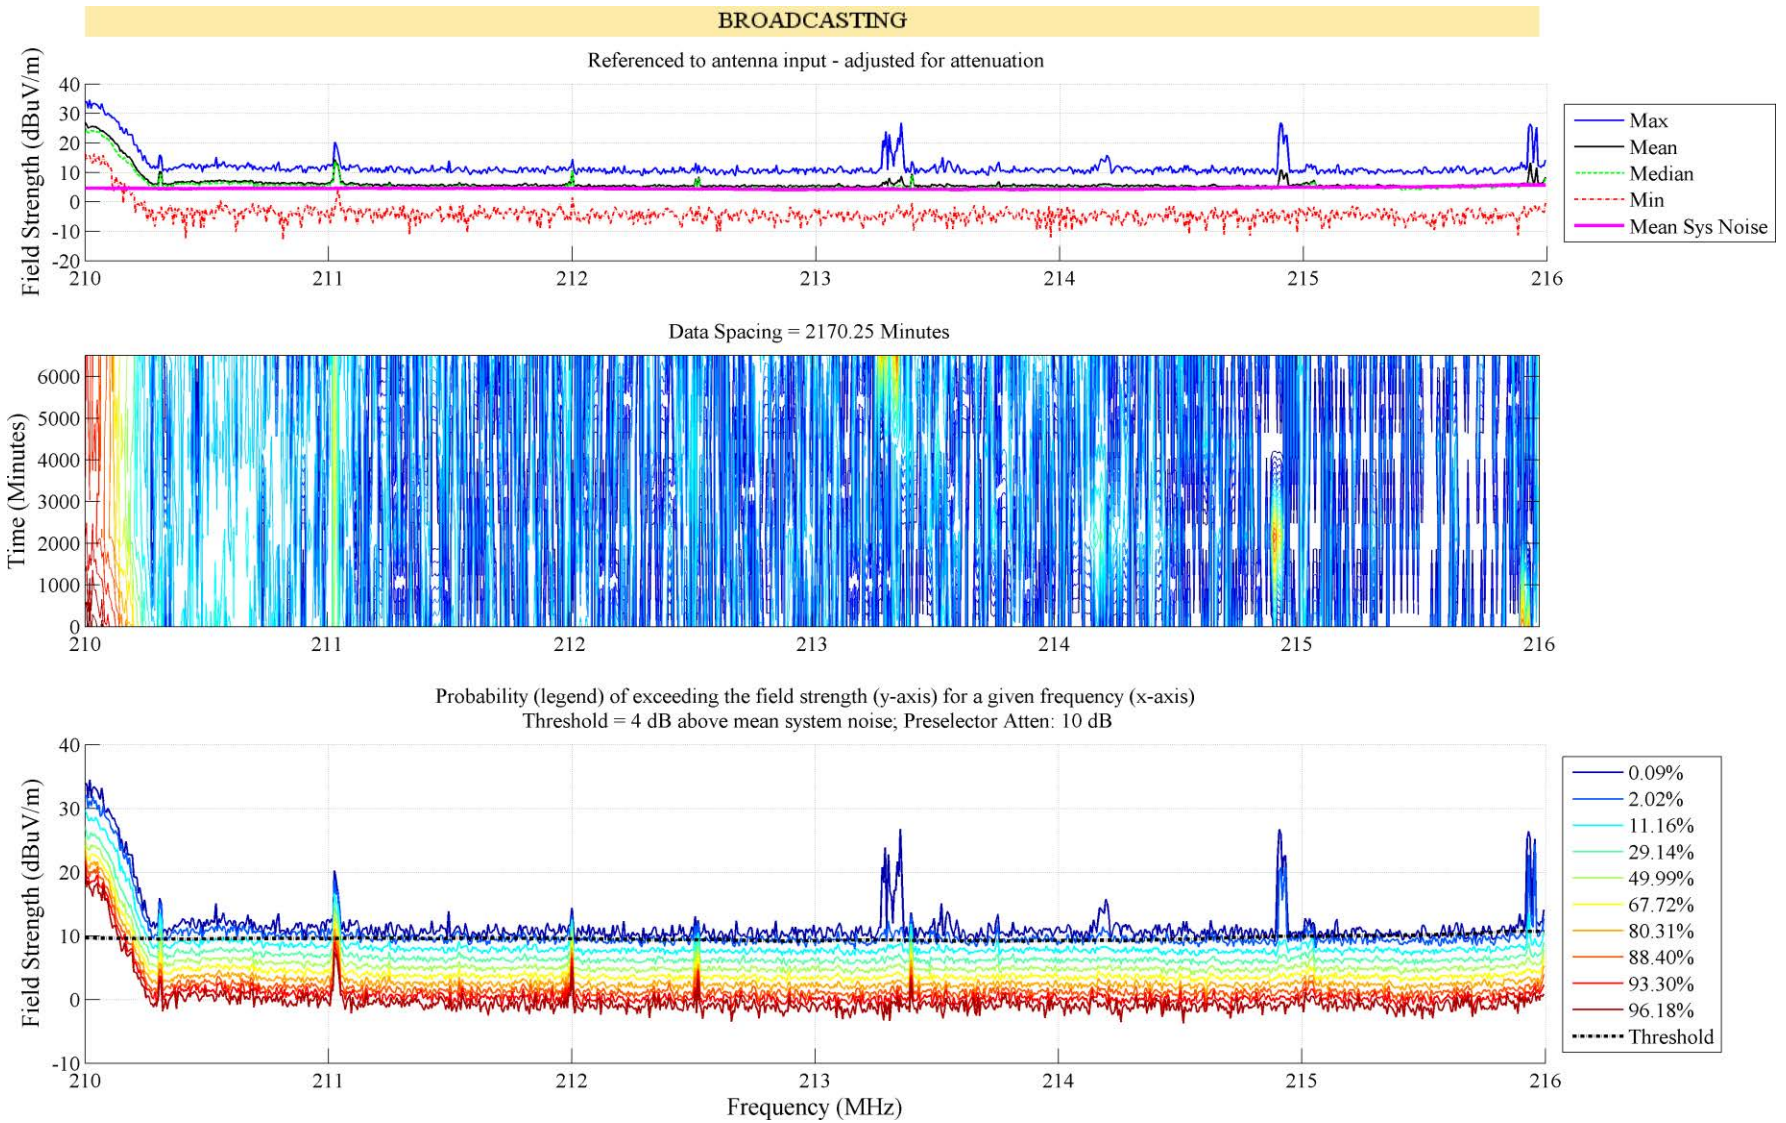 BROADCASTING
Referenced to antenna input - adjusted for attenuation
Field Strength (dBuV/m)
40
30
20
10
0
-10
-20
210 211 212 213 214 215 216
Max
Mean
Median
Min
Mean Sys Noise
Data Spacing = 2170.25 Minutes
Time (Minutes)
6000
5000
4000
3000
2000
1000
0
210 211 212 213 214 215 216
Probability (legend) of exceeding the field strength (y-axis) for a given frequency (x-axis)
Threshold = 4 dB above mean system noise; Preselector Atten: 10 dB
Field Strength (dBuV/m)
40
30
20
10
0
-10
210 211 212 213 214 215 216
Frequency (MHz)
0.09%
2.02%
11.16%
29.14%
49.99%
67.72%
80.31%
88.40%
93.30%
96.18%
Threshold